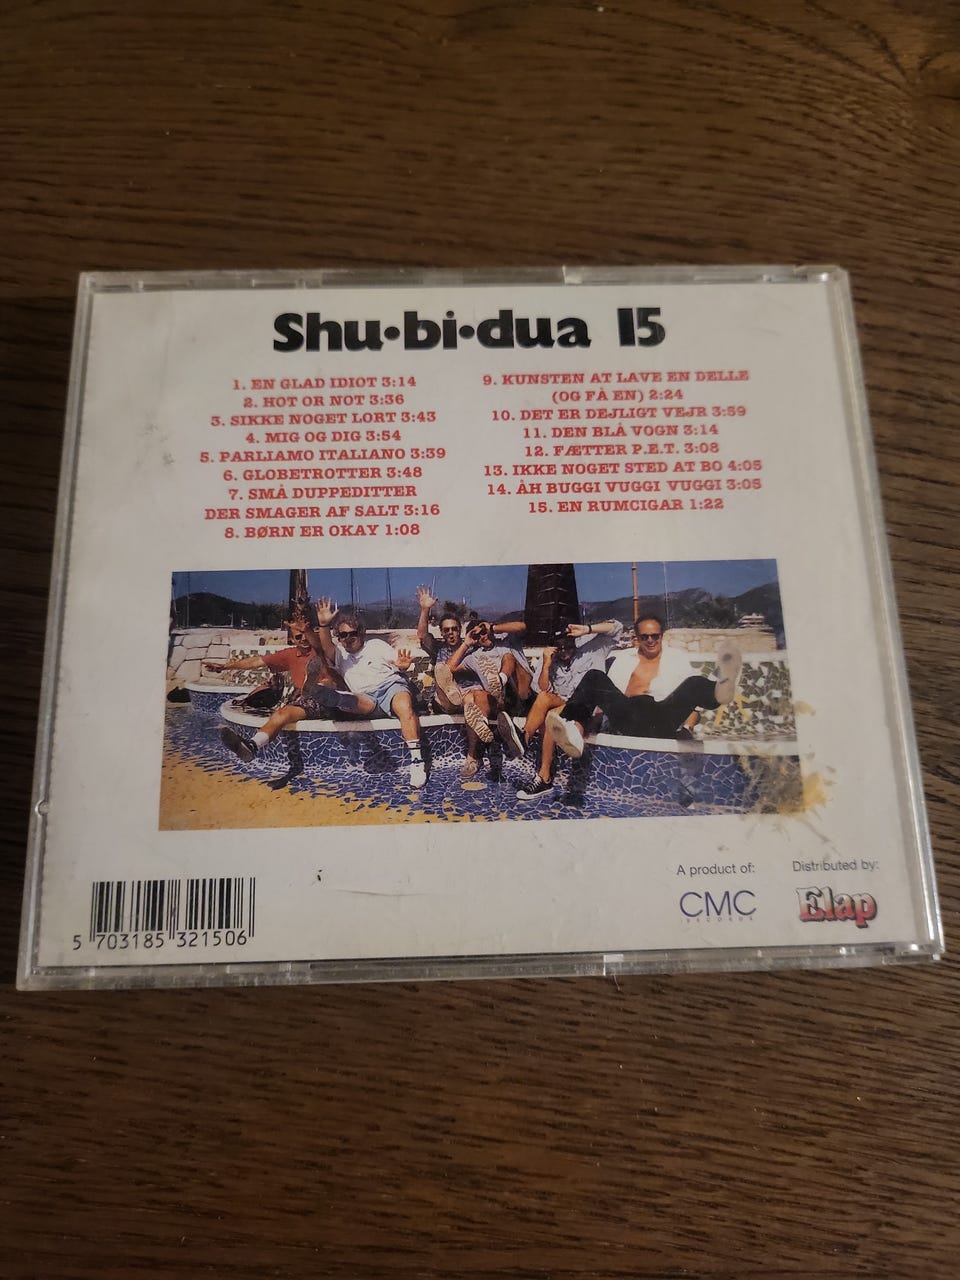 Shu•bi•dua 15
1. EN GLAD IDIOT 3:14
2. HOT OR NOT 3:36
3. SIKKE NOGET LORT 3:43
4. MIG OG DIG 3:54
5. PARLIAMO ITALIANO 3:39
6. GLOBETROTTER 3:48
7. SMÅ DUPPEDITTER
DER SMAGER AF SALT 3:16
8. BØRN ER OKAY 1:08
9. KUNSTEN AT LAVE EN DELLE
(OG FÅ EN) 2:24
10. DET ER DEJLIGT VEJR 3:59
11. DEN BLÅ VOGN 3:14
12. FÆTTER P.E.T. 3:08
13. IKKE NOGET STED AT BO 4:05
14. ÅH BUGGI VUGGI VUGGI 3:05
15. EN RUMCIGAR 1:22
A product of:
CMC
RECORDS
Distributed by:
Elap
5 703185 321506